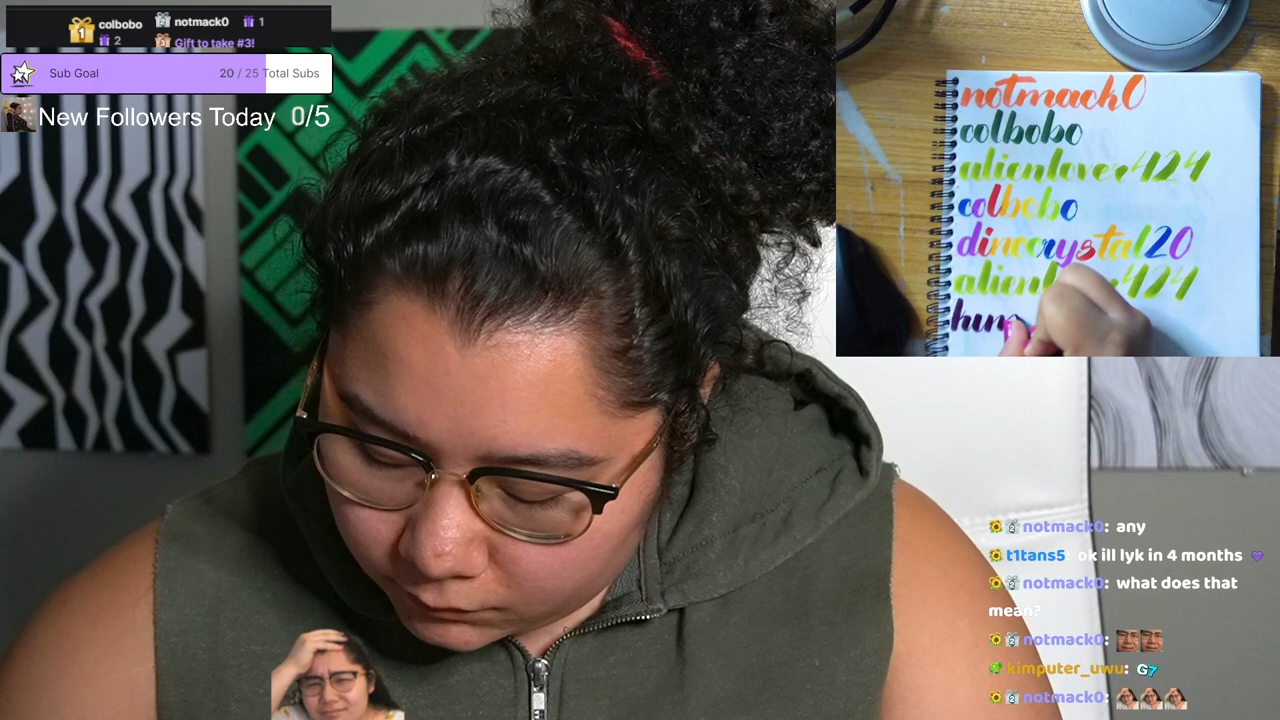 colbobo
2
notmack0 1
Gift to take #3!
Sub Goal 20 / 25 Total Subs
New Followers Today 0/5
notmack0
colbobo
alienlover424
colbobo
dinocrystal20
notmack0: any
t1tans5: ok ill lyk in 4 months
notmack0: what does that
mean?
notmack0:
kimputer_uwu: G7
notmack0: